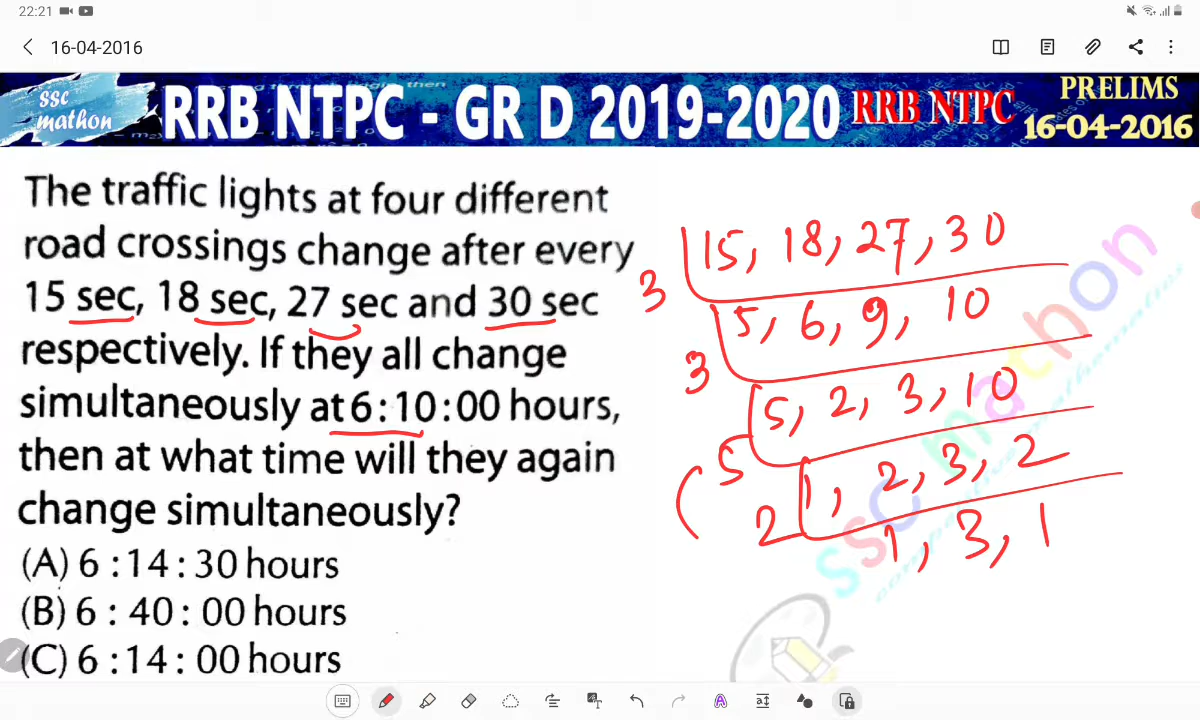 22:21
16-04-2016
ssc
mathon
RRB NTPC - GR D 2019-2020
RRB NTPC
PRELIMS
16-04-2016
The traffic lights at four different
road crossings change after every
15 sec, 18 sec, 27 sec and 30 sec
respectively. If they all change
simultaneously at 6:10:00 hours,
then at what time will they again
change simultaneously?
(A) 6 : 14 : 30 hours
(B) 6 : 40 : 00 hours
(C) 6 : 14 : 00 hours
15, 18, 27, 30
3 5, 6, 9, 10
3 5, 2, 3, 10
5 1, 2, 3, 2
2 1, 3, 1
ssc mathon